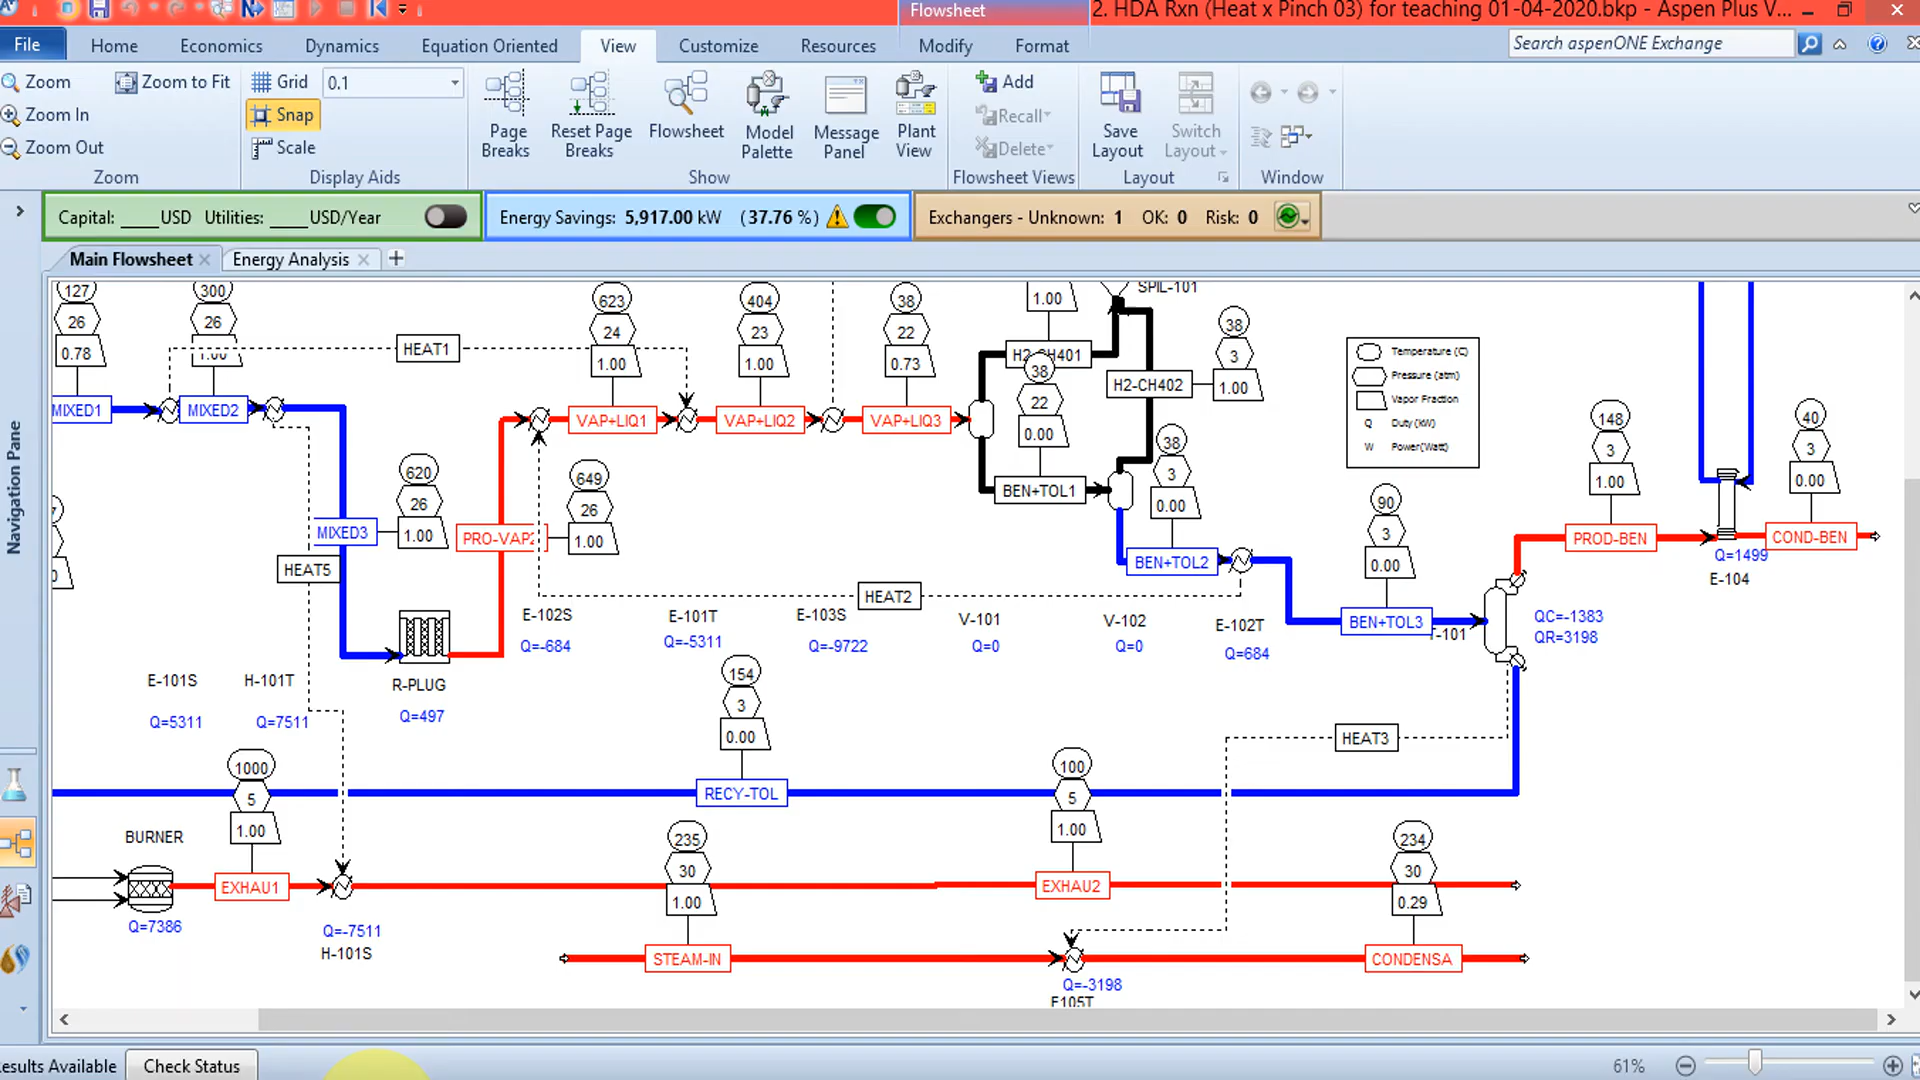 Flowsheet
2. HDA Rxn (Heat x Pinch 03) for teaching 01-04-2020.bkp - Aspen Plus V...
File Home Economics Dynamics Equation Oriented View Customize Resources Modify Format
Search aspenONE Exchange
Zoom Zoom to Fit Grid 0.1
Zoom In Snap
Zoom Out Scale
Page Breaks
Reset Page Breaks
Flowsheet
Model Palette
Message Panel
Plant View
Add
Recall
Delete
Save Layout
Switch Layout
Zoom Display Aids Show Flowsheet Views Layout Window
Capital: ____USD Utilities: ____USD/Year
Energy Savings: 5,917.00 kW (37.76 %)
Exchangers - Unknown: 1 OK: 0 Risk: 0
Main Flowsheet Energy Analysis +
Navigation Pane
127
26
0.78
MIXED1
300
26
1.00
MIXED2
HEAT1
623
24
1.00
VAP+LIQ1
404
23
1.00
VAP+LIQ2
38
22
0.73
VAP+LIQ3
1.00
SPIL-101
H2-CH401
38
22
0.00
BEN+TOL1
H2-CH402
38
3
1.00
38
3
0.00
BEN+TOL2
Temperature (C)
Pressure (atm)
Vapor Fraction
Q Duty (kW)
W Power(Watt)
90
3
0.00
BEN+TOL3
T-101
148
3
1.00
PROD-BEN
40
3
0.00
COND-BEN
Q=1499
E-104
QC=-1383
QR=3198
MIXED3
620
26
1.00
PRO-VAP2
649
26
1.00
HEAT5
HEAT2
E-102S
Q=-684
E-101T
Q=-5311
E-103S
Q=-9722
V-101
Q=0
V-102
Q=0
E-102T
Q=684
E-101S
Q=5311
H-101T
Q=7511
R-PLUG
Q=497
154
3
0.00
RECY-TOL
HEAT3
BURNER
Q=7386
1000
5
1.00
EXHAU1
Q=-7511
H-101S
100
5
1.00
EXHAU2
235
30
1.00
STEAM-IN
234
30
0.29
CONDENSA
Q=-3198
E105T
Results Available Check Status 61%